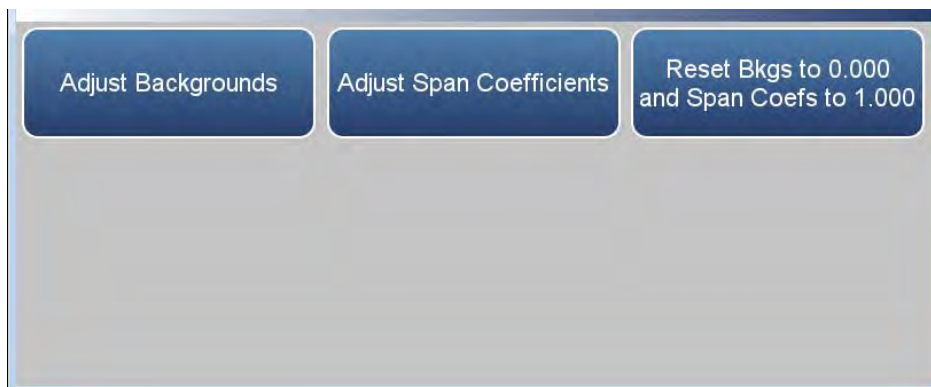 Adjust Backgrounds
Adjust Span Coefficients
Reset Bkgs to 0.000
and Span Coefs to 1.000